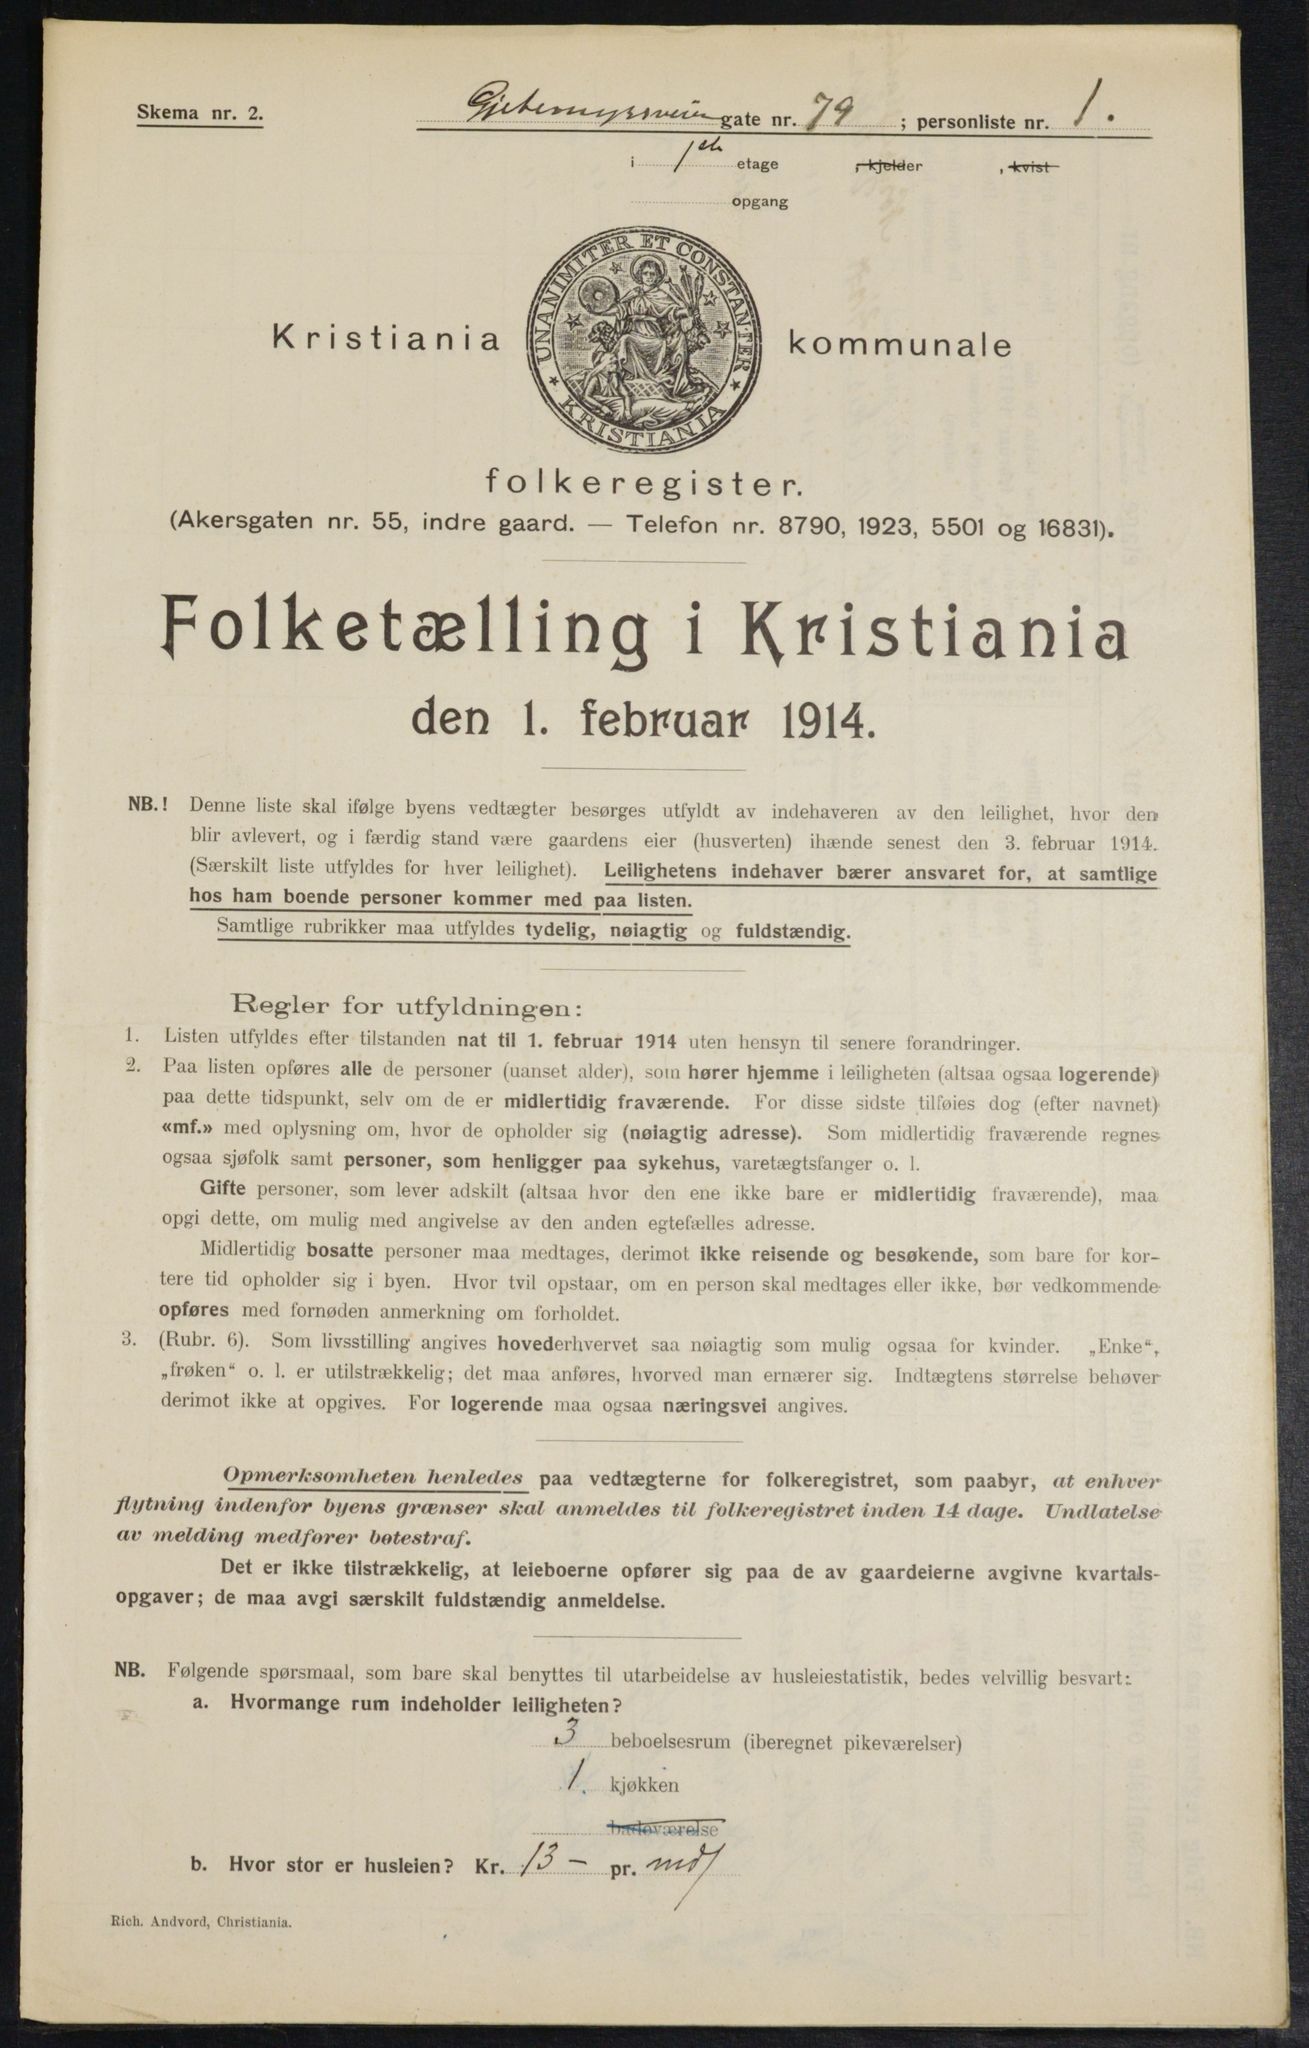 Skema nr. 2.
Gjetemyrsveien gate nr. 79 ; personliste nr. 1.
i 1ste etage , kjelder , kvist
opgang
UNANIMITER ET CONSTANTER
KRISTIANIA
Kristiania kommunale
folkeregister.
(Akersgaten nr. 55, indre gaard. — Telefon nr. 8790, 1923, 5501 og 16831).
Folketælling i Kristiania
den 1. februar 1914.
NB.! Denne liste skal ifølge byens vedtægter besørges utfyldt av indehaveren av den leilighet, hvor den
blir avlevert, og i færdig stand være gaardens eier (husverten) ihænde senest den 3. februar 1914.
(Særskilt liste utfyldes for hver leilighet). Leilighetens indehaver bærer ansvaret for, at samtlige
hos ham boende personer kommer med paa listen.
Samtlige rubrikker maa utfyldes tydelig, nøiagtig og fuldstændig.
Regler for utfyldningen:
1. Listen utfyldes efter tilstanden nat til 1. februar 1914 uten hensyn til senere forandringer.
2. Paa listen opføres alle de personer (uanset alder), som hører hjemme i leiligheten (altsaa ogsaa logerende)
paa dette tidspunkt, selv om de er midlertidig fraværende. For disse sidste tilføies dog (efter navnet)
«mf.» med oplysning om, hvor de opholder sig (nøiagtig adresse). Som midlertidig fraværende regnes
ogsaa sjøfolk samt personer, som henligger paa sykehus, varetægtsfanger o. l.
Gifte personer, som lever adskilt (altsaa hvor den ene ikke bare er midlertidig fraværende), maa
opgi dette, om mulig med angivelse av den anden egtefælles adresse.
Midlertidig bosatte personer maa medtages, derimot ikke reisende og besøkende, som bare for kor-
tere tid opholder sig i byen. Hvor tvil opstaar, om en person skal medtages eller ikke, bør vedkommende
opføres med fornøden anmerkning om forholdet.
3. (Rubr. 6). Som livsstilling angives hovederhvervet saa nøiagtig som mulig ogsaa for kvinder. „Enke“,
„frøken“ o. l. er utilstrækkelig; det maa anføres, hvorved man ernærer sig. Indtægtens størrelse behøver
derimot ikke at opgives. For logerende maa ogsaa næringsvei angives.
Opmerksomheten henledes paa vedtægterne for folkeregistret, som paabyr, at enhver
flytning indenfor byens grænser skal anmeldes til folkeregistret inden 14 dage. Undlatelse
av melding medfører bøtestraf.
Det er ikke tilstrækkelig, at leieboerne opfører sig paa de av gaardeierne avgivne kvartals-
opgaver; de maa avgi særskilt fuldstændig anmeldelse.
NB. Følgende spørsmaal, som bare skal benyttes til utarbeidelse av husleiestatistik, bedes velvillig besvart:
a. Hvormange rum indeholder leiligheten?
3 beboelsesrum (iberegnet pikeværelser)
1. kjøkken
badeværelse
b. Hvor stor er husleien? Kr. 13 – pr. md
Rich. Andvord, Christiania.